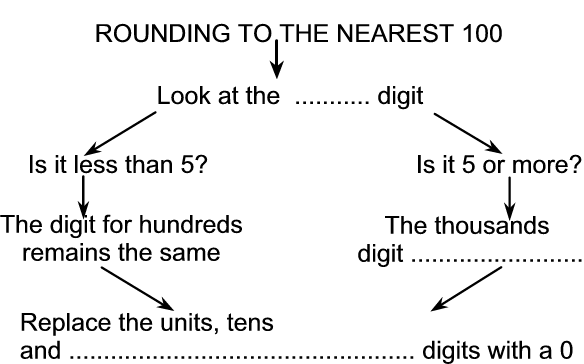 ROUNDING TO THE NEAREST 100
Look at the ........... digit
Is it less than 5?
Is it 5 or more?
The digit for hundreds
remains the same
The thousands
digit .........................
Replace the units, tens
and .................................................. digits with a 0